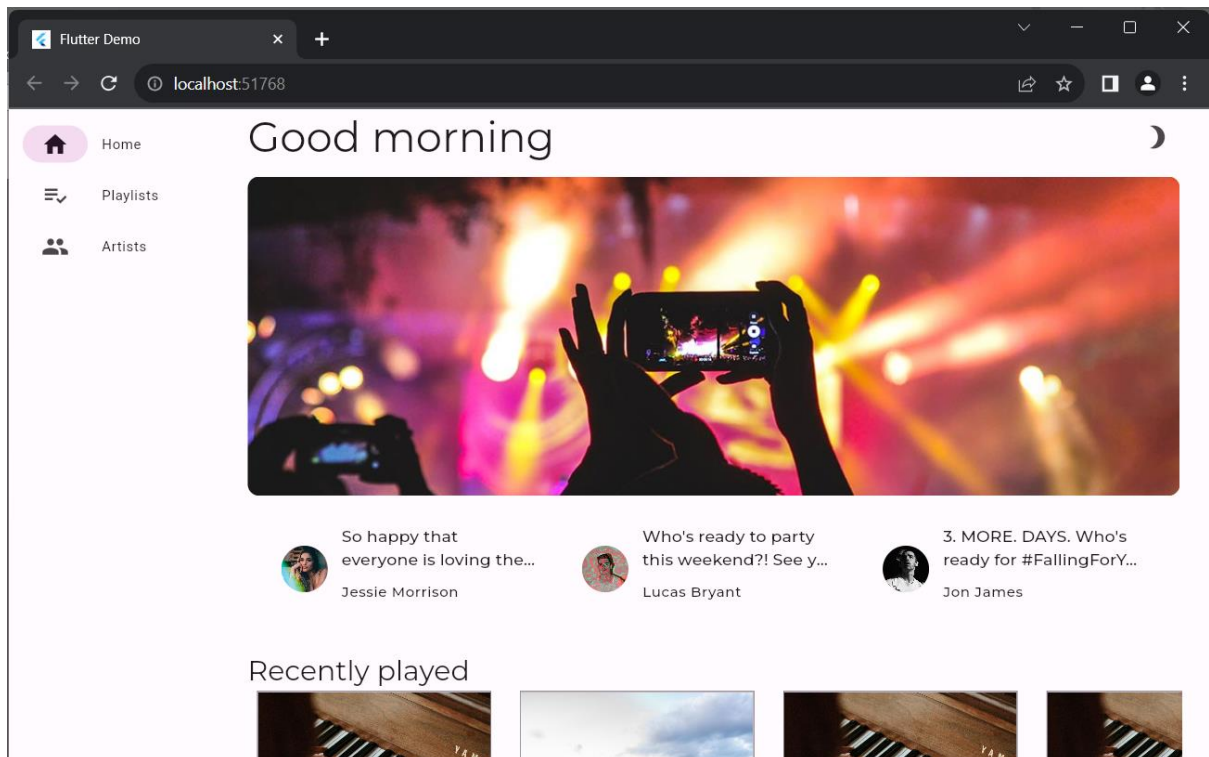 Flutter Demo
localhost:51768
Home
Good morning
Playlists
Artists
So happy that
everyone is loving the...
Jessie Morrison
Who's ready to party
this weekend?! See y...
Lucas Bryant
3. MORE. DAYS. Who's
ready for #FallingForY...
Jon James
Recently played
YAM
YAM